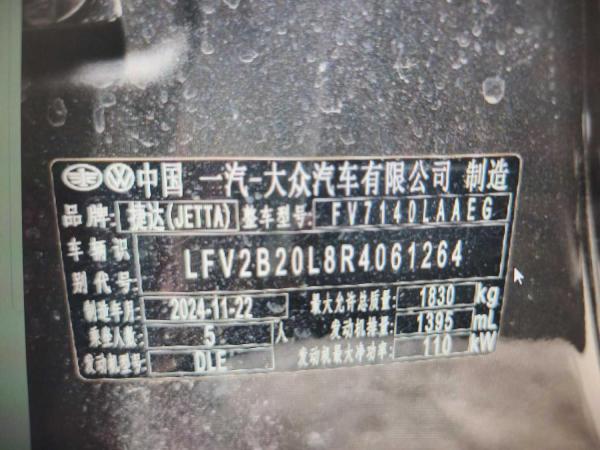 中国 一汽-大众汽车有限公司 制造
品牌: 捷达(JETTA) 整车型号: FV7140LAAEG
车辆识别代号: LFV2B20L8R4061264
制造年月: 2024-11-22 最大允许总质量: 1830 kg
乘坐人数: 5 人 发动机排量: 1395 mL
发动机型号: DLE 发动机最大净功率: 110 kW